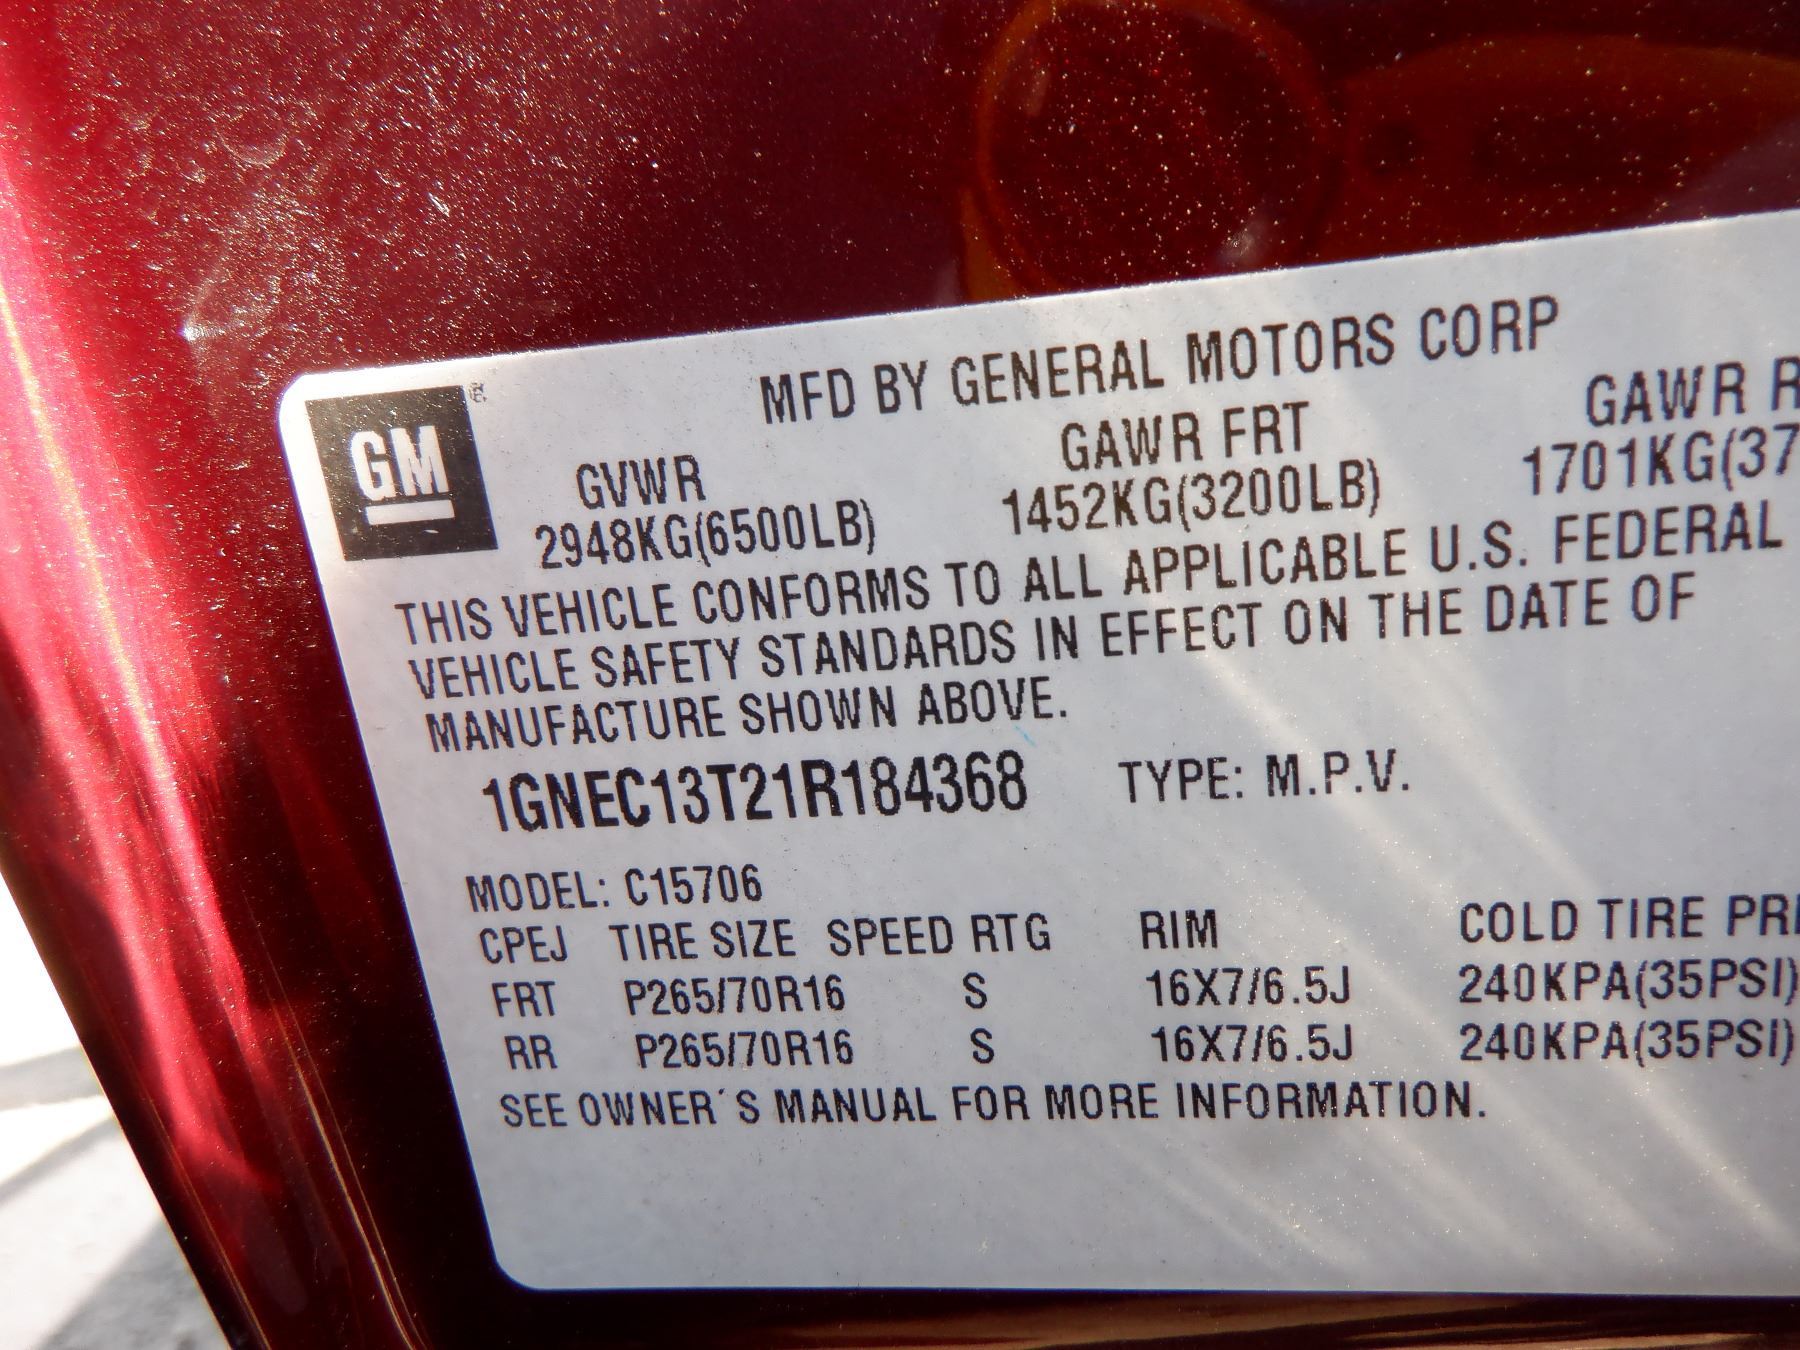 MFD BY GENERAL MOTORS CORP
GM ®
GVWR GAWR FRT GAWR R
2948KG(6500LB) 1452KG(3200LB) 1701KG(37
THIS VEHICLE CONFORMS TO ALL APPLICABLE U.S. FEDERAL
VEHICLE SAFETY STANDARDS IN EFFECT ON THE DATE OF
MANUFACTURE SHOWN ABOVE.
1GNEC13T21R184368 TYPE: M.P.V.
MODEL: C15706
CPEJ TIRE SIZE SPEED RTG RIM COLD TIRE PR
FRT P265/70R16 S 16X7/6.5J 240KPA(35PSI)
RR P265/70R16 S 16X7/6.5J 240KPA(35PSI)
SEE OWNER´S MANUAL FOR MORE INFORMATION.